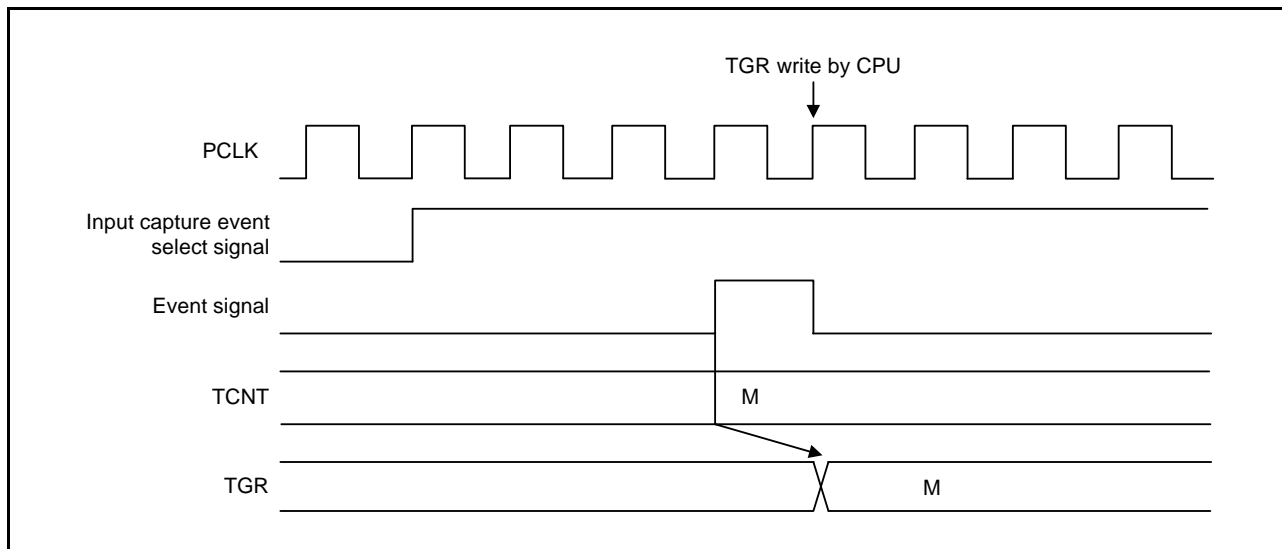 TGR write by CPU
PCLK
Input capture event
select signal
Event signal
TCNT
M
TGR
M